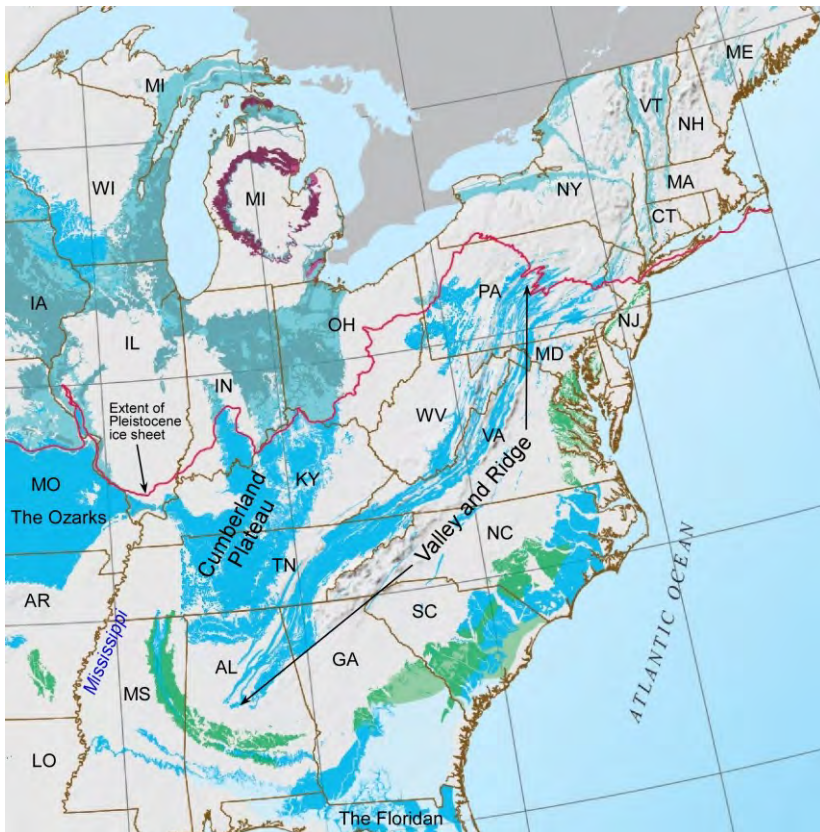 ME
MI
VT
NH
WI
MI
NY
MA
CT
IA
PA
IL
OH
NJ
MD
IN
Extent of
Pleistocene
ice sheet
WV
VA
MO
KY
The Ozarks
Cumberland
Plateau
Valley and Ridge
NC
TN
AR
SC
ATLANTIC OCEAN
Mississippi
AL
GA
MS
LO
The Floridan